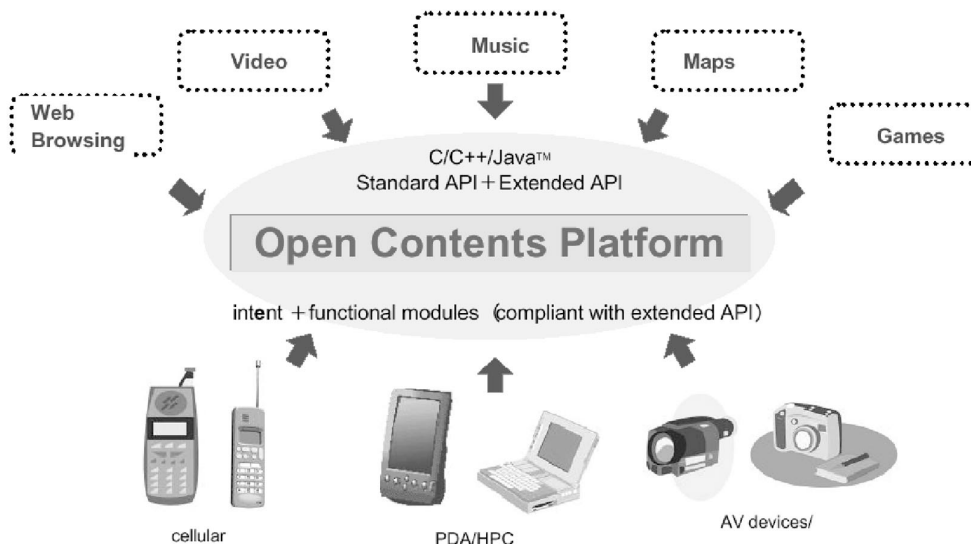 Music
Video
Maps
Web
Browsing
Games
C/C++/Java™
Standard API＋Extended API
Open Contents Platform
intent ＋functional modules (compliant with extended API)
cellular
PDA/HPC
AV devices/